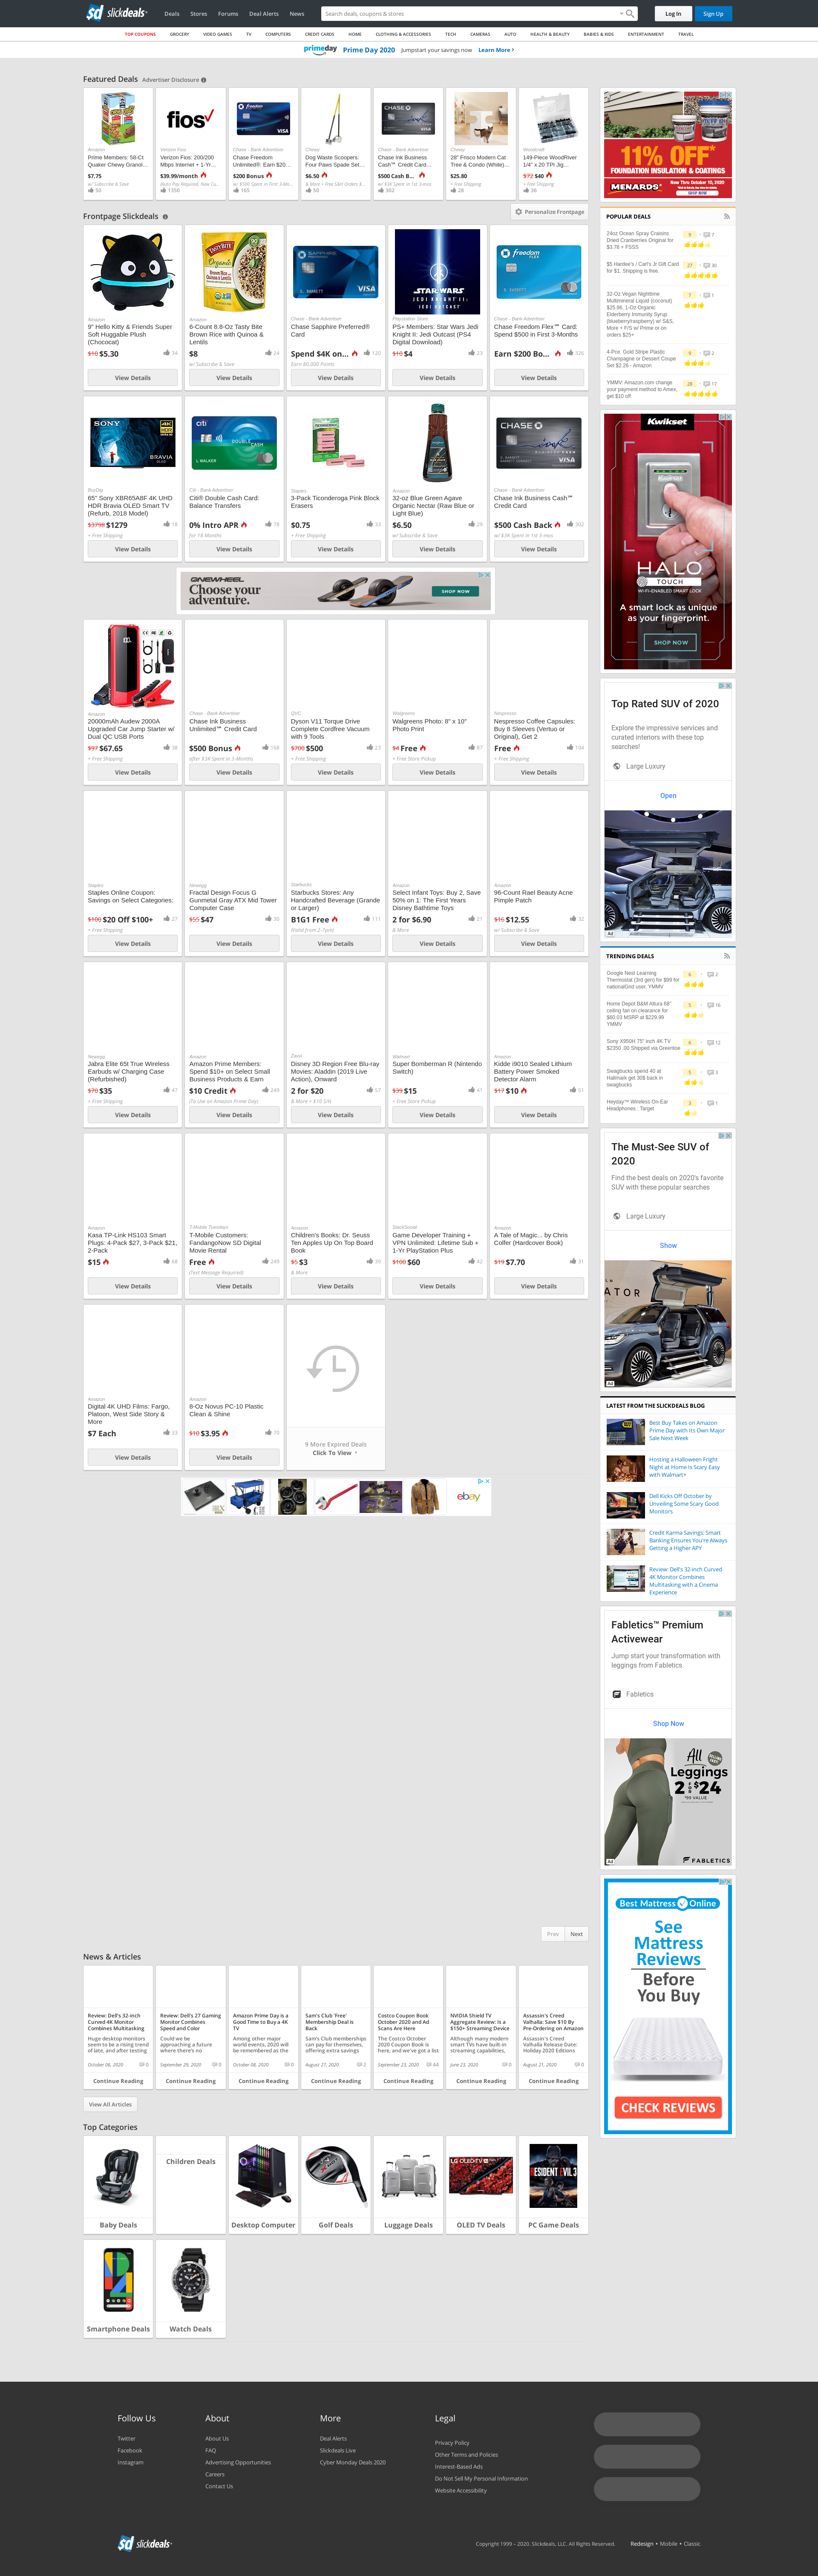 slickdeals
Deals Stores Forums Deal Alerts News
Search deals, coupons & stores
Log In Sign Up
TOP COUPONS GROCERY VIDEO GAMES TV COMPUTERS CREDIT CARDS HOME CLOTHING & ACCESSORIES TECH CAMERAS AUTO HEALTH & BEAUTY BABIES & KIDS ENTERTAINMENT TRAVEL
primeday Prime Day 2020 Jumpstart your savings now Learn More
Featured Deals Advertiser Disclosure
Amazon
Prime Members: 58-Ct
Quaker Chewy Granol...
$7.75
w/ Subscribe & Save
50
Verizon Fios
Verizon Fios: 200/200
Mbps Internet + 1-Yr...
$39.99/month
1350
Chase - Bank Advertiser
Chase Freedom
Unlimited®: Earn $20...
$200 Bonus
165
Chewy
Dog Waste Scoopers:
Four Paws Spade Set...
$6.50
50
Chase - Bank Advertiser
Chase Ink Business
Cash℠ Credit Card...
$500 Cash B...
302
Chewy
28" Frisco Modern Cat
Tree & Condo (White)...
$25.80
+ Free Shipping
28
Woodcraft
149-Piece WoodRiver
1/4" x 20 TPI Jig...
$72 $40
+ Free Shipping
36
Frontpage Slickdeals
Personalize Frontpage
Amazon
9" Hello Kitty & Friends Super
Soft Huggable Plush
(Chococat)
$10 $5.30 34
View Details
Amazon
6-Count 8.8-Oz Tasty Bite
Brown Rice with Quinoa &
Lentils
$8 24
w/ Subscribe & Save
View Details
Chase - Bank Advertiser
Chase Sapphire Preferred®
Card
Spend $4K on... 120
Earn 60,000 Points
View Details
Playstation Store
PS+ Members: Star Wars Jedi
Knight II: Jedi Outcast (PS4
Digital Download)
$10 $4 23
View Details
Chase - Bank Advertiser
Chase Freedom Flex℠ Card:
Spend $500 in First 3-Months
Earn $200 Bo... 326
View Details
BuyDig
65" Sony XBR65A8F 4K UHD
HDR Bravia OLED Smart TV
(Refurb, 2018 Model)
$3798 $1279 18
+ Free Shipping
View Details
Citi - Bank Advertiser
Citi® Double Cash Card:
Balance Transfers
0% Intro APR 78
for 18 Months
View Details
Staples
3-Pack Ticonderoga Pink Block
Erasers
$0.75 33
+ Free Shipping
View Details
Amazon
32-oz Blue Green Agave
Organic Nectar (Raw Blue or
Light Blue)
$6.50 29
w/ Subscribe & Save
View Details
Chase - Bank Advertiser
Chase Ink Business Cash℠
Credit Card
$500 Cash Back 302
w/ $3K Spent in 1st 3-mos
View Details
ONEWHEEL
Choose your
adventure.
SHOP NOW
Amazon
20000mAh Audew 2000A
Upgraded Car Jump Starter w/
Dual QC USB Ports
$97 $67.65 38
+ Free Shipping
View Details
Chase - Bank Advertiser
Chase Ink Business
Unlimited℠ Credit Card
$500 Bonus 168
after $3K Spent in 3-Months
View Details
QVC
Dyson V11 Torque Drive
Complete Cordfree Vacuum
with 9 Tools
$700 $500 23
+ Free Shipping
View Details
Walgreens
Walgreens Photo: 8" x 10"
Photo Print
$4 Free 87
+ Free Store Pickup
View Details
Nespresso
Nespresso Coffee Capsules:
Buy 8 Sleeves (Vertuo or
Original), Get 2
Free 104
+ Free Shipping
View Details
Staples
Staples Online Coupon:
Savings on Select Categories:
$100 $20 Off $100+ 27
+ Free Shipping
View Details
Newegg
Fractal Design Focus G
Gunmetal Gray ATX Mid Tower
Computer Case
$55 $47 30
View Details
Starbucks
Starbucks Stores: Any
Handcrafted Beverage (Grande
or Larger)
B1G1 Free 111
(Valid from 2-7pm)
View Details
Amazon
Select Infant Toys: Buy 2, Save
50% on 1: The First Years
Disney Bathtime Toys
2 for $6.90 21
& More
View Details
Amazon
96-Count Rael Beauty Acne
Pimple Patch
$16 $12.55 32
w/ Subscribe & Save
View Details
Newegg
Jabra Elite 65t True Wireless
Earbuds w/ Charging Case
(Refurbished)
$70 $35 47
+ Free Shipping
View Details
Amazon
Amazon Prime Members:
Spend $10+ on Select Small
Business Products & Earn
$10 Credit 249
(To Use on Amazon Prime Day)
View Details
Zavvi
Disney 3D Region Free Blu-ray
Movies: Aladdin (2019 Live
Action), Onward
2 for $20 57
& More + $10 S/H
View Details
Walmart
Super Bomberman R (Nintendo
Switch)
$39 $15 41
+ Free Store Pickup
View Details
Amazon
Kidde i9010 Sealed Lithium
Battery Power Smoked
Detector Alarm
$17 $10 51
+ Free Shipping
View Details
Amazon
Kasa TP-Link HS103 Smart
Plugs: 4-Pack $27, 3-Pack $21,
2-Pack
$15 68
View Details
T-Mobile Tuesdays
T-Mobile Customers:
FandangoNow SD Digital
Movie Rental
Free 245
(Text Message Required)
View Details
Amazon
Children's Books: Dr. Seuss
Ten Apples Up On Top Board
Book
$5 $3 39
& More
View Details
StackSocial
Game Developer Training +
VPN Unlimited: Lifetime Sub +
1-Yr PlayStation Plus
$100 $60 42
View Details
Amazon
A Tale of Magic... by Chris
Colfer (Hardcover Book)
$19 $7.70 31
View Details
Amazon
Digital 4K UHD Films: Fargo,
Platoon, West Side Story &
More
$7 Each 33
View Details
Amazon
8-Oz Novus PC-10 Plastic
Clean & Shine
$10 $3.95 70
View Details
9 More Expired Deals
Click To View
ebay
Prev Next
News & Articles
Review: Dell's 32-inch
Curved 4K Monitor
Combines Multitasking
Huge desktop monitors
seem to be a rising trend
of late, and after testing
October 06, 2020 0
Continue Reading
Review: Dell's 27 Gaming
Monitor Combines
Speed and Color
Could we be
approaching a future
where there's no
September 29, 2020 0
Continue Reading
Amazon Prime Day is a
Good Time to Buy a 4K
TV
Among other major
world events, 2020 will
be remembered as the
October 08, 2020 0
Continue Reading
Sam's Club 'Free'
Membership Deal is
Back
Sam's Club memberships
can pay for themselves,
offering extra savings
August 27, 2020 2
Continue Reading
Costco Coupon Book
October 2020 and Ad
Scans Are Here
The Costco October
2020 Coupon Book is
here, and we've got a list
September 23, 2020 44
Continue Reading
NVIDIA Shield TV
Aggregate Review: Is a
$150+ Streaming Device
Although many modern
smart TVs have built-in
streaming capabilities,
June 23, 2020 0
Continue Reading
Assassin's Creed
Valhalla: Save $10 By
Pre-Ordering on Amazon
Assassin's Creed
Valhalla Release Date:
Holiday 2020 Editions
August 21, 2020 0
Continue Reading
View All Articles
Top Categories
Baby Deals
Children Deals
Desktop Computer
Golf Deals
Luggage Deals
OLED TV Deals
PC Game Deals
Smartphone Deals
Watch Deals
11% OFF
FOUNDATION INSULATION & COATINGS
MENARDS
POPULAR DEALS
24oz Ocean Spray Craisins
Dried Cranberries Original for
$3.78 + FSSS
9 7
$5 Hardee's / Carl's Jr Gift Card
for $1. Shipping is free.
27 30
32-Oz Vegan Nighttime
Multimineral Liquid (coconut)
$25.96, 1-Oz Organic
Elderberry Immunity Syrup
(blueberry/raspberry) w/ S&S,
More + F/S w/ Prime or on
orders $25+
7 1
4-Pce. Gold Stripe Plastic
Champagne or Dessert Coupe
Set $2.26 - Amazon
9 2
YMMV: Amazon.com change
your payment method to Amex,
get $10 off
28 17
Kwikset
HALO
TOUCH
WI-FI-ENABLED SMART LOCK
A smart lock as unique
as your fingerprint.
SHOP NOW
Top Rated SUV of 2020
Explore the impressive services and
curated interiors with these top
searches!
Large Luxury
Open
Ad
TRENDING DEALS
Google Nest Learning
Thermostat (3rd gen) for $99 for
nationalGrid user, YMMV
6 2
Home Depot B&M Altura 68"
ceiling fan on clearance for
$60.03 MSRP at $229.99
YMMV
5 16
Sony X950H 75" inch 4K TV
$2350 .00 Shipped via Greentoe
6 12
Swagbucks spend 40 at
Hallmark get 30$ back in
swagbucks
5 3
Heyday™ Wireless On-Ear
Headphones : Target
3 1
The Must-See SUV of
2020
Find the best deals on 2020's favorite
SUV with these popular searches
Large Luxury
Show
Ad
LATEST FROM THE SLICKDEALS BLOG
Best Buy Takes on Amazon
Prime Day with Its Own Major
Sale Next Week
Hosting a Halloween Fright
Night at Home Is Scary Easy
with Walmart+
Dell Kicks Off October by
Unveiling Some Scary Good
Monitors
Credit Karma Savings: Smart
Banking Ensures You're Always
Getting a Higher APY
Review: Dell's 32-inch Curved
4K Monitor Combines
Multitasking with a Cinema
Experience
Fabletics™ Premium
Activewear
Jump start your transformation with
leggings from Fabletics.
Fabletics
Shop Now
All
Leggings
2 for $24
Ad
FABLETICS
Best Mattress Online
See
Mattress
Reviews
Before You Buy
CHECK REVIEWS
Follow Us
Twitter
Facebook
Instagram
About
About Us
FAQ
Advertising Opportunities
Careers
Contact Us
More
Deal Alerts
Slickdeals Live
Cyber Monday Deals 2020
Legal
Privacy Policy
Other Terms and Policies
Interest-Based Ads
Do Not Sell My Personal Information
Website Accessibility
slickdeals
Copyright 1999 – 2020. Slickdeals, LLC. All Rights Reserved. Redesign • Mobile • Classic